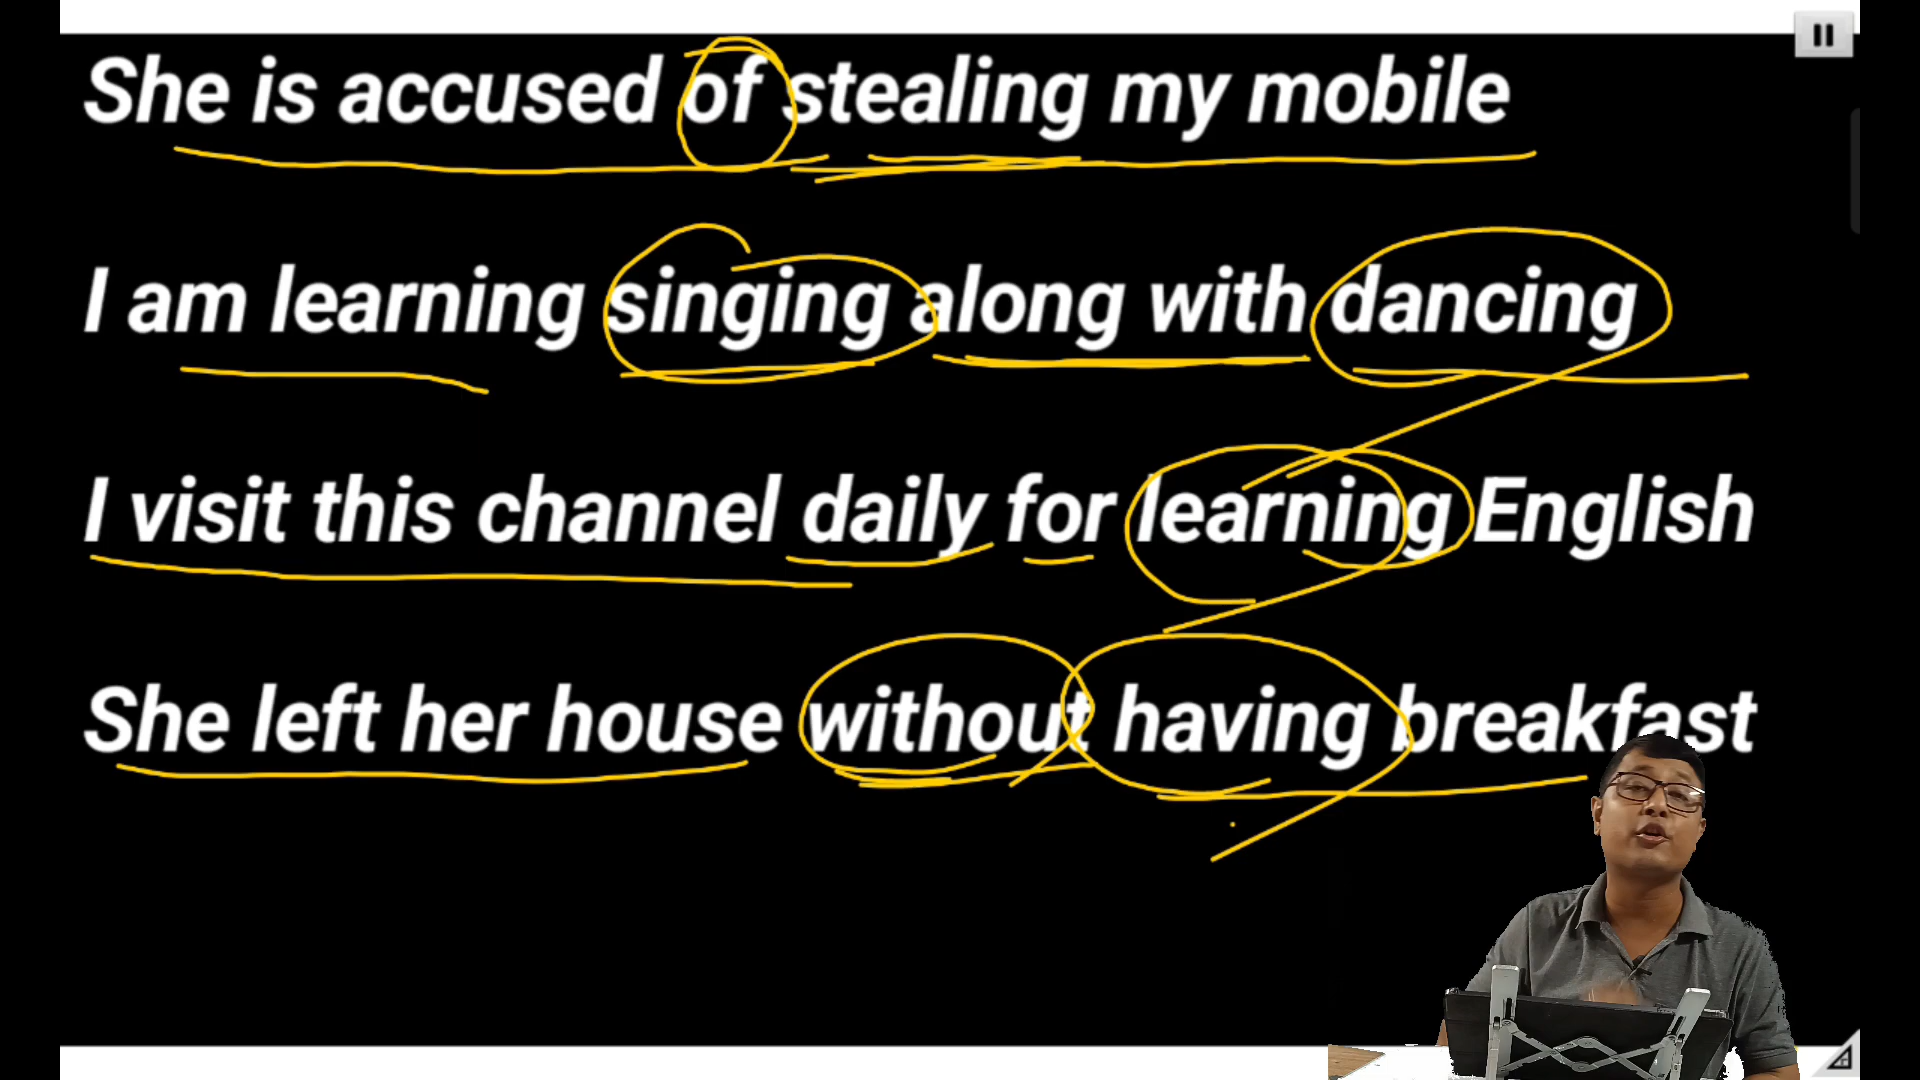 She is accused of stealing my mobile
I am learning singing along with dancing
I visit this channel daily for learning English
She left her house without having breakfast